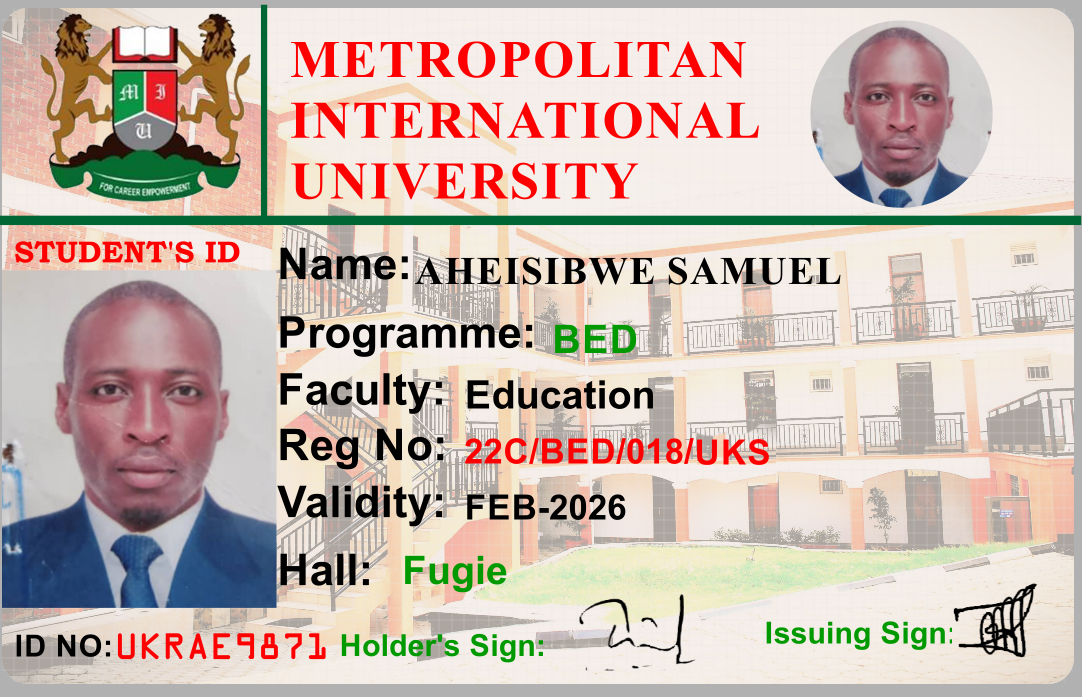 M I
U
FOR CAREER EMPOWERMENT
METROPOLITAN
INTERNATIONAL
UNIVERSITY
STUDENT'S ID
Name: AHEISIBWE SAMUEL
Programme: BED
Faculty: Education
Reg No: 22C/BED/018/UKS
Validity: FEB-2026
Hall: Fugie
ID NO: UKRAE9871 Holder's Sign: Issuing Sign: